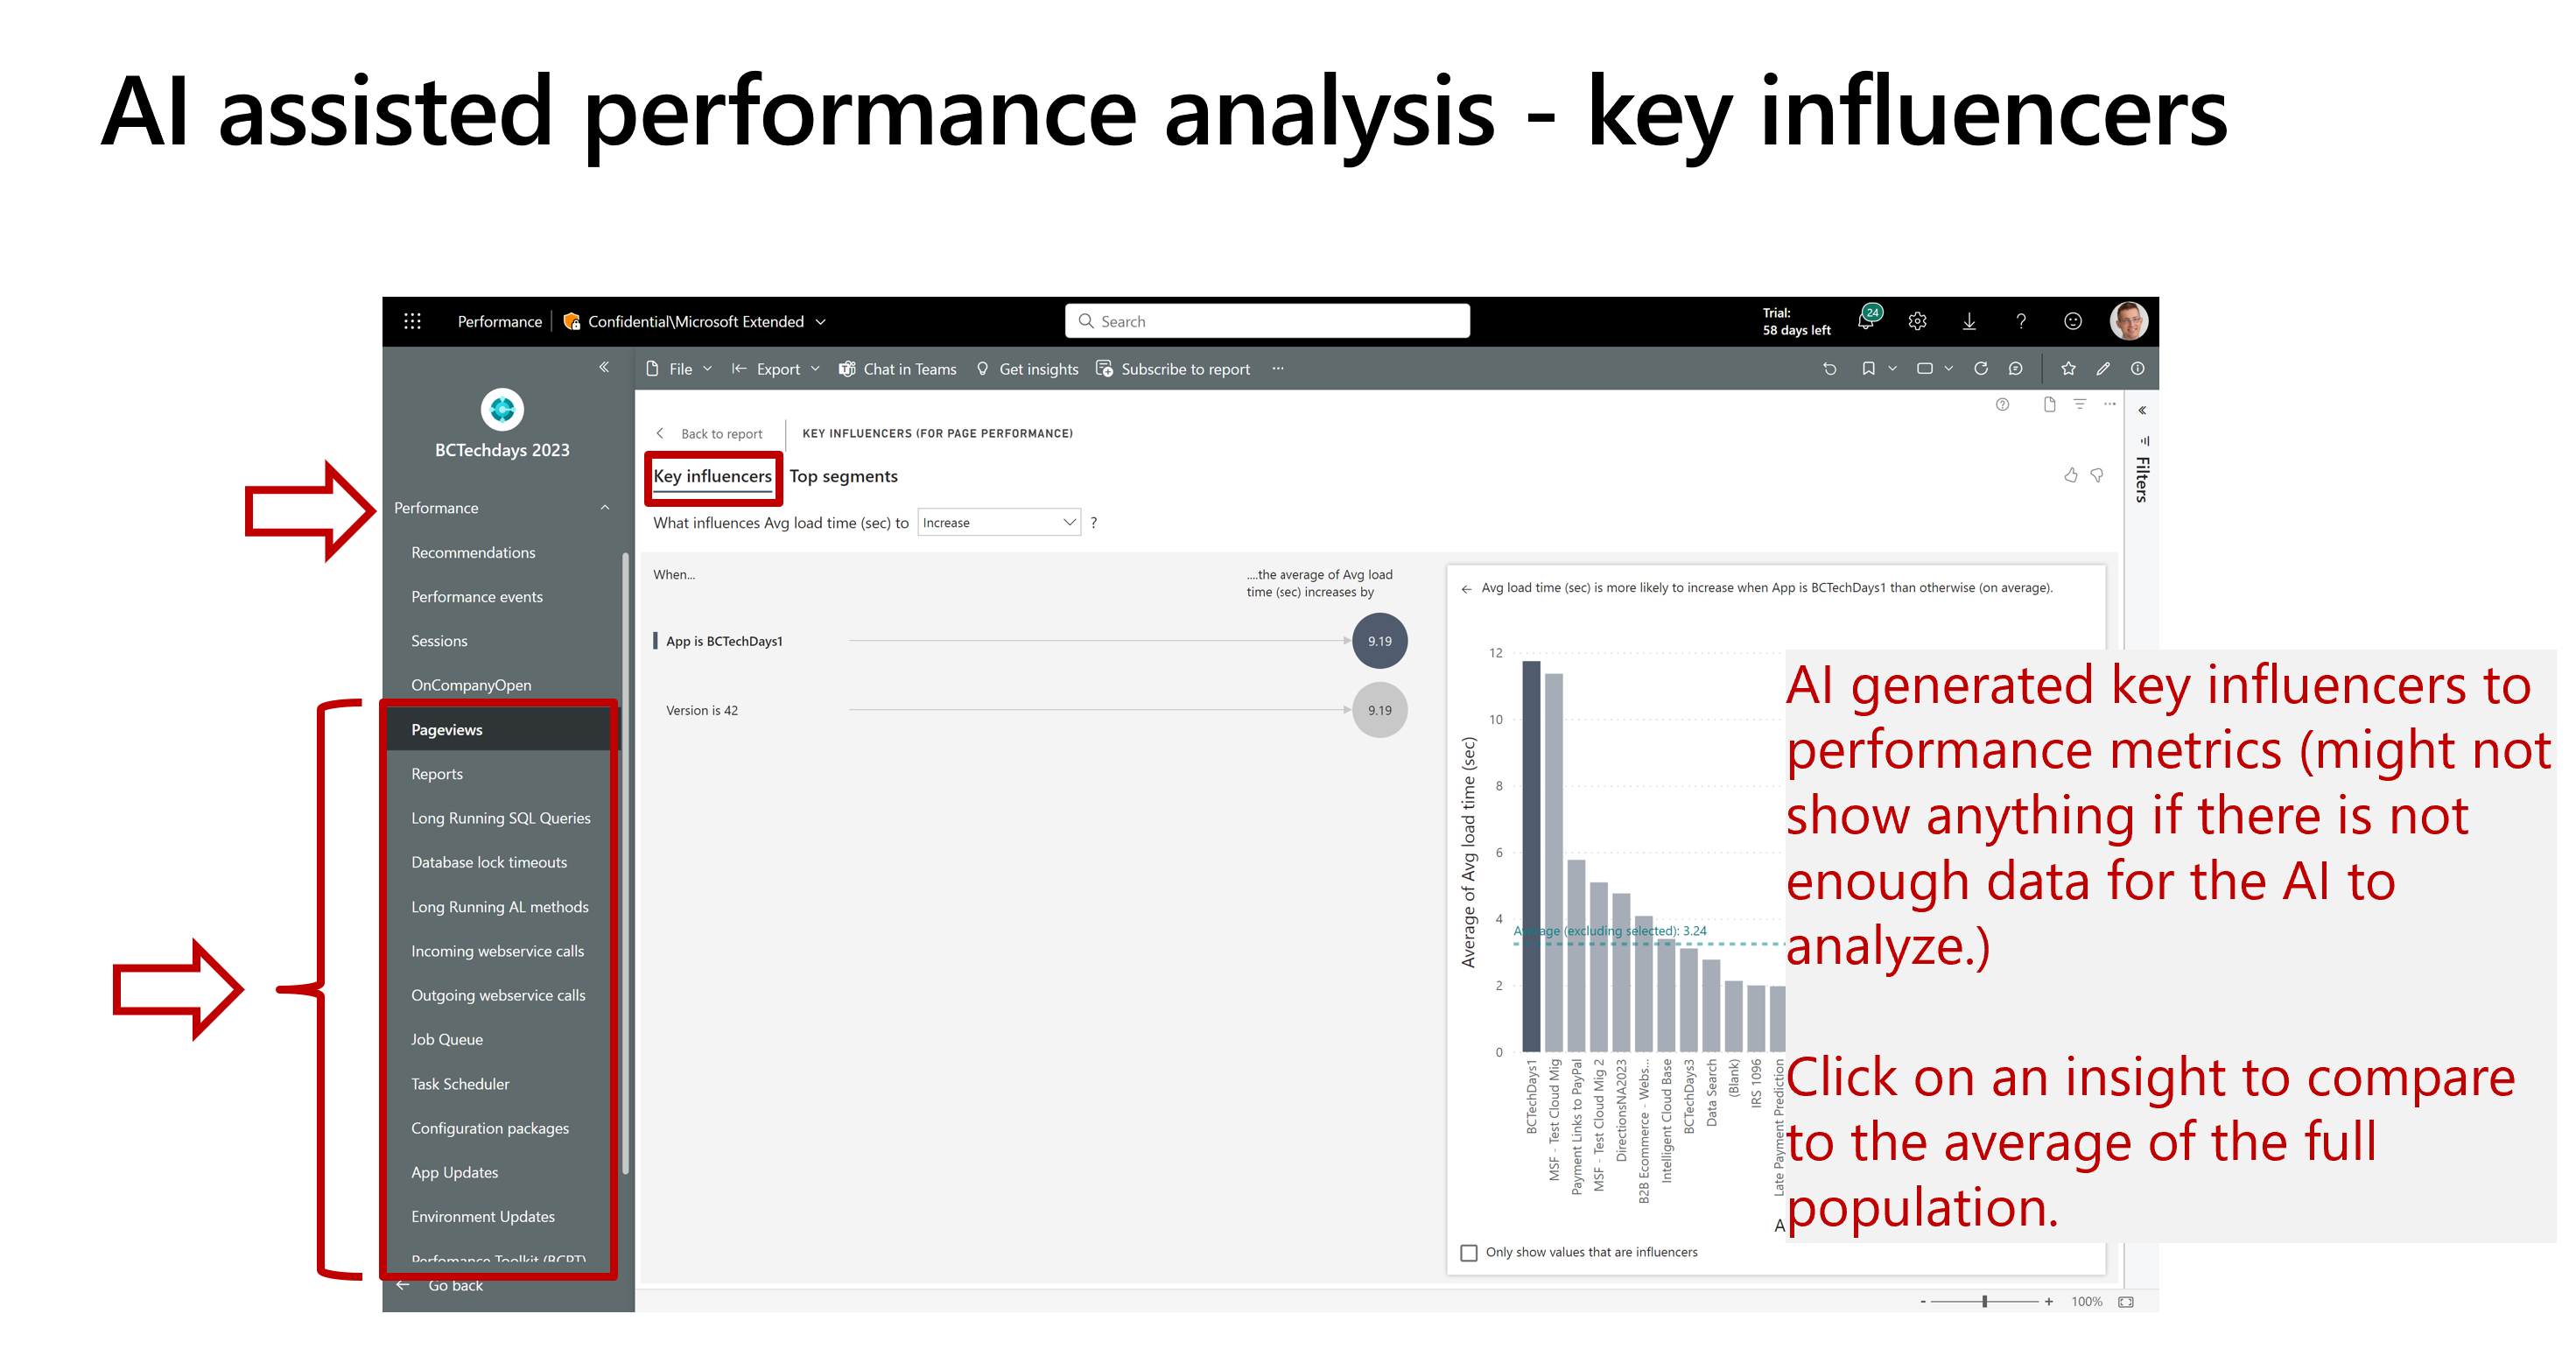 AI assisted performance analysis - key influencers
Performance
Confidential\Microsoft Extended
Search
Trial:
58 days left
24
?
File
Export
Chat in Teams
Get insights
Subscribe to report
...
BCTechdays 2023
Performance
Recommendations
Performance events
Sessions
OnCompanyOpen
Pageviews
Reports
Long Running SQL Queries
Database lock timeouts
Long Running AL methods
Incoming webservice calls
Outgoing webservice calls
Job Queue
Task Scheduler
Configuration packages
App Updates
Environment Updates
Perfomance Toolkit (BCPT)
Go back
Back to report
KEY INFLUENCERS (FOR PAGE PERFORMANCE)
Key influencers
Top segments
What influences Avg load time (sec) to
Increase
?
When...
....the average of Avg load
time (sec) increases by
App is BCTechDays1
9.19
Version is 42
9.19
Avg load time (sec) is more likely to increase when App is BCTechDays1 than otherwise (on average).
Average of Avg load time (sec)
12
10
8
6
4
2
0
Average (excluding selected): 3.24
BCTechDays1
MSF - Test Cloud Mig
Payment Links to PayPal
MSF - Test Cloud Mig 2
DirectionsNA2023
B2B Ecommerce - Webs...
Intelligent Cloud Base
BCTechDays3
Data Search
(Blank)
IRS 1096
Late Payment Prediction
A
Only show values that are influencers
Filters
- + 100%
AI generated key influencers to
performance metrics (might not
show anything if there is not
enough data for the AI to
analyze.)
Click on an insight to compare
to the average of the full
population.